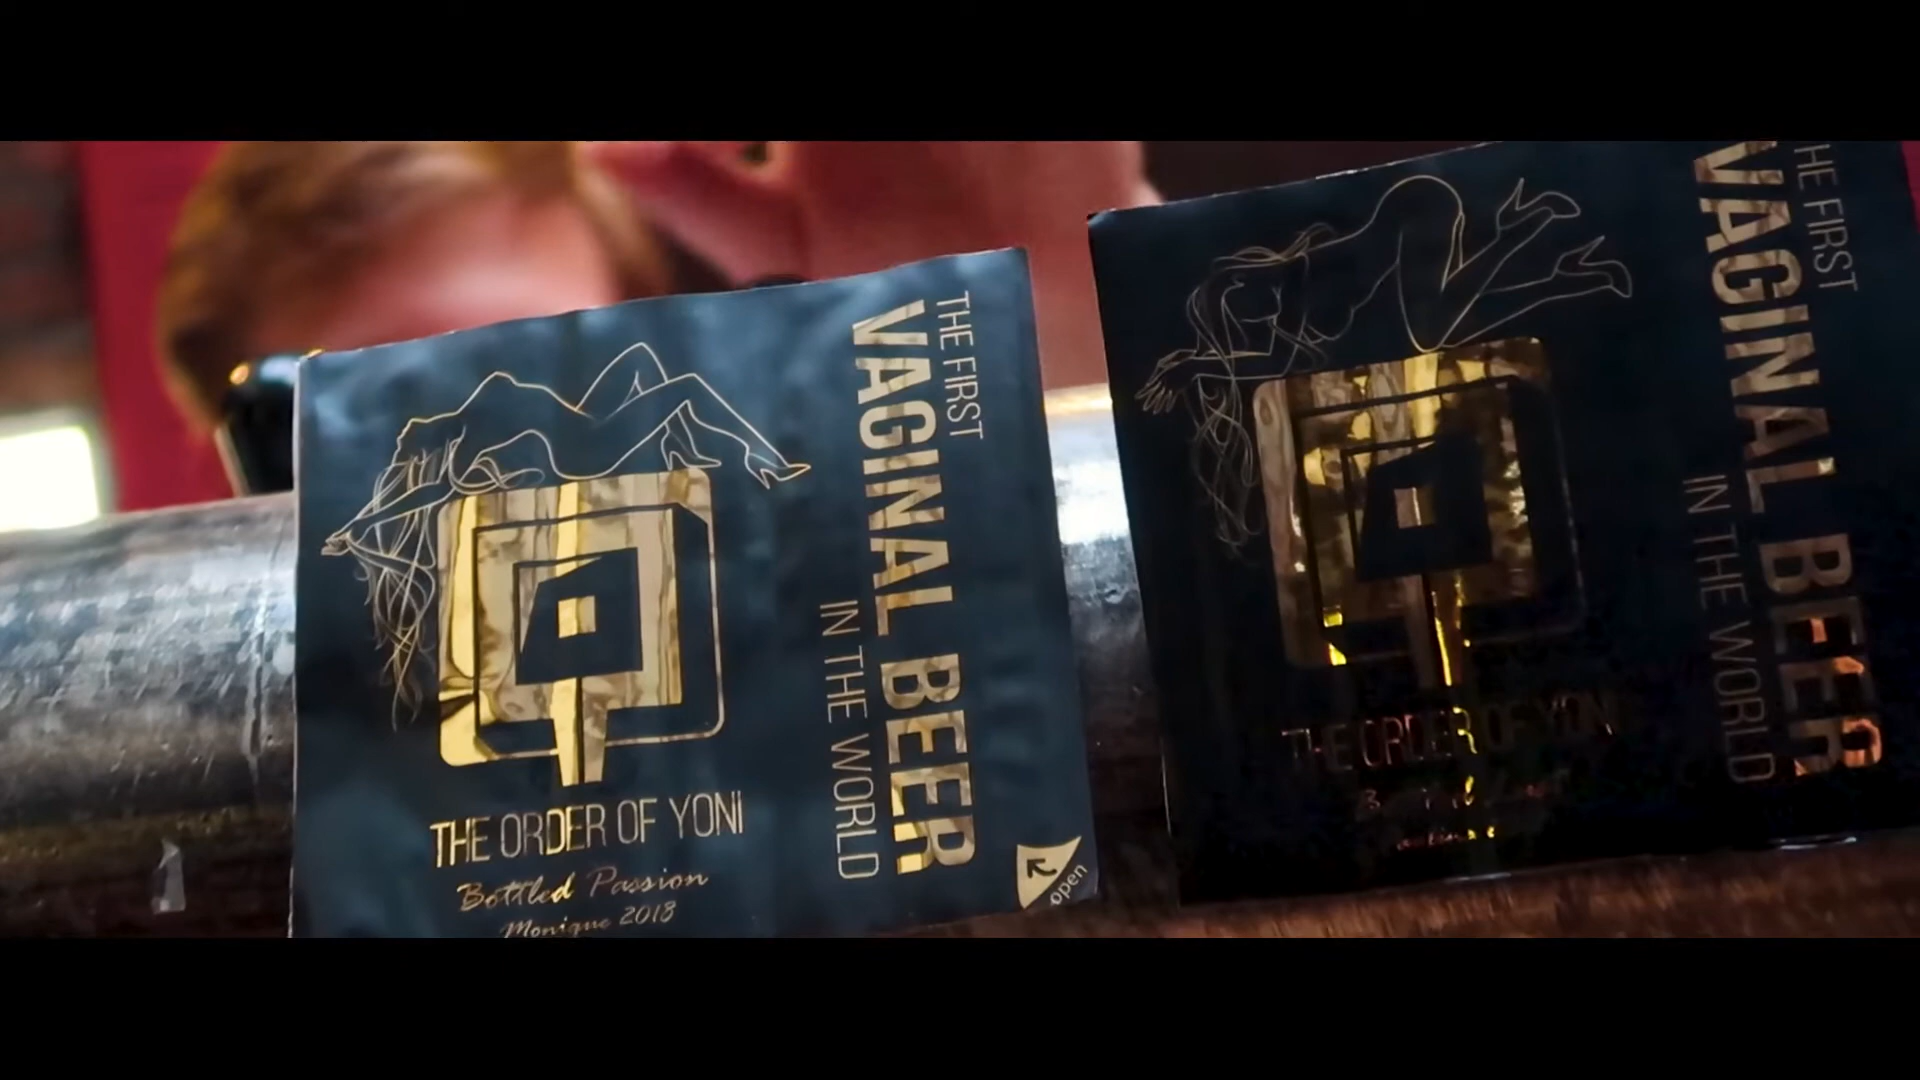 THE FIRST
VAGINAL BEER
IN THE WORLD
THE ORDER OF YONI
Bottled Passion
Monique 2018
open
THE FIRST
VAGINAL BEER
IN THE WORLD
THE ORDER OF YONI